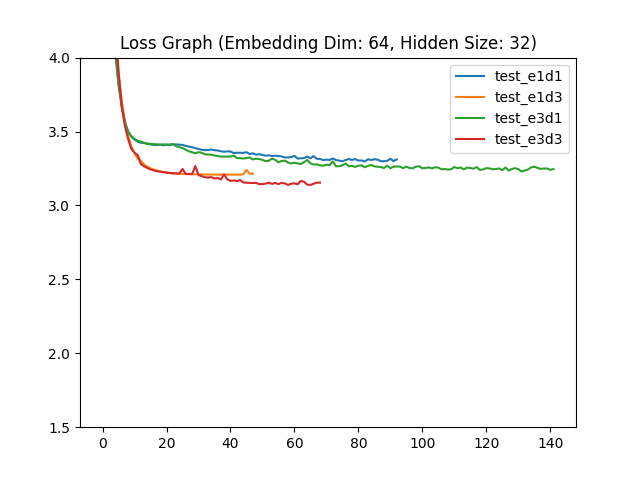 Loss Graph (Embedding Dim: 64, Hidden Size: 32)
4.0
3.5
3.0
2.5
2.0
1.5
0 20 40 60 80 100 120 140
test_e1d1
test_e1d3
test_e3d1
test_e3d3